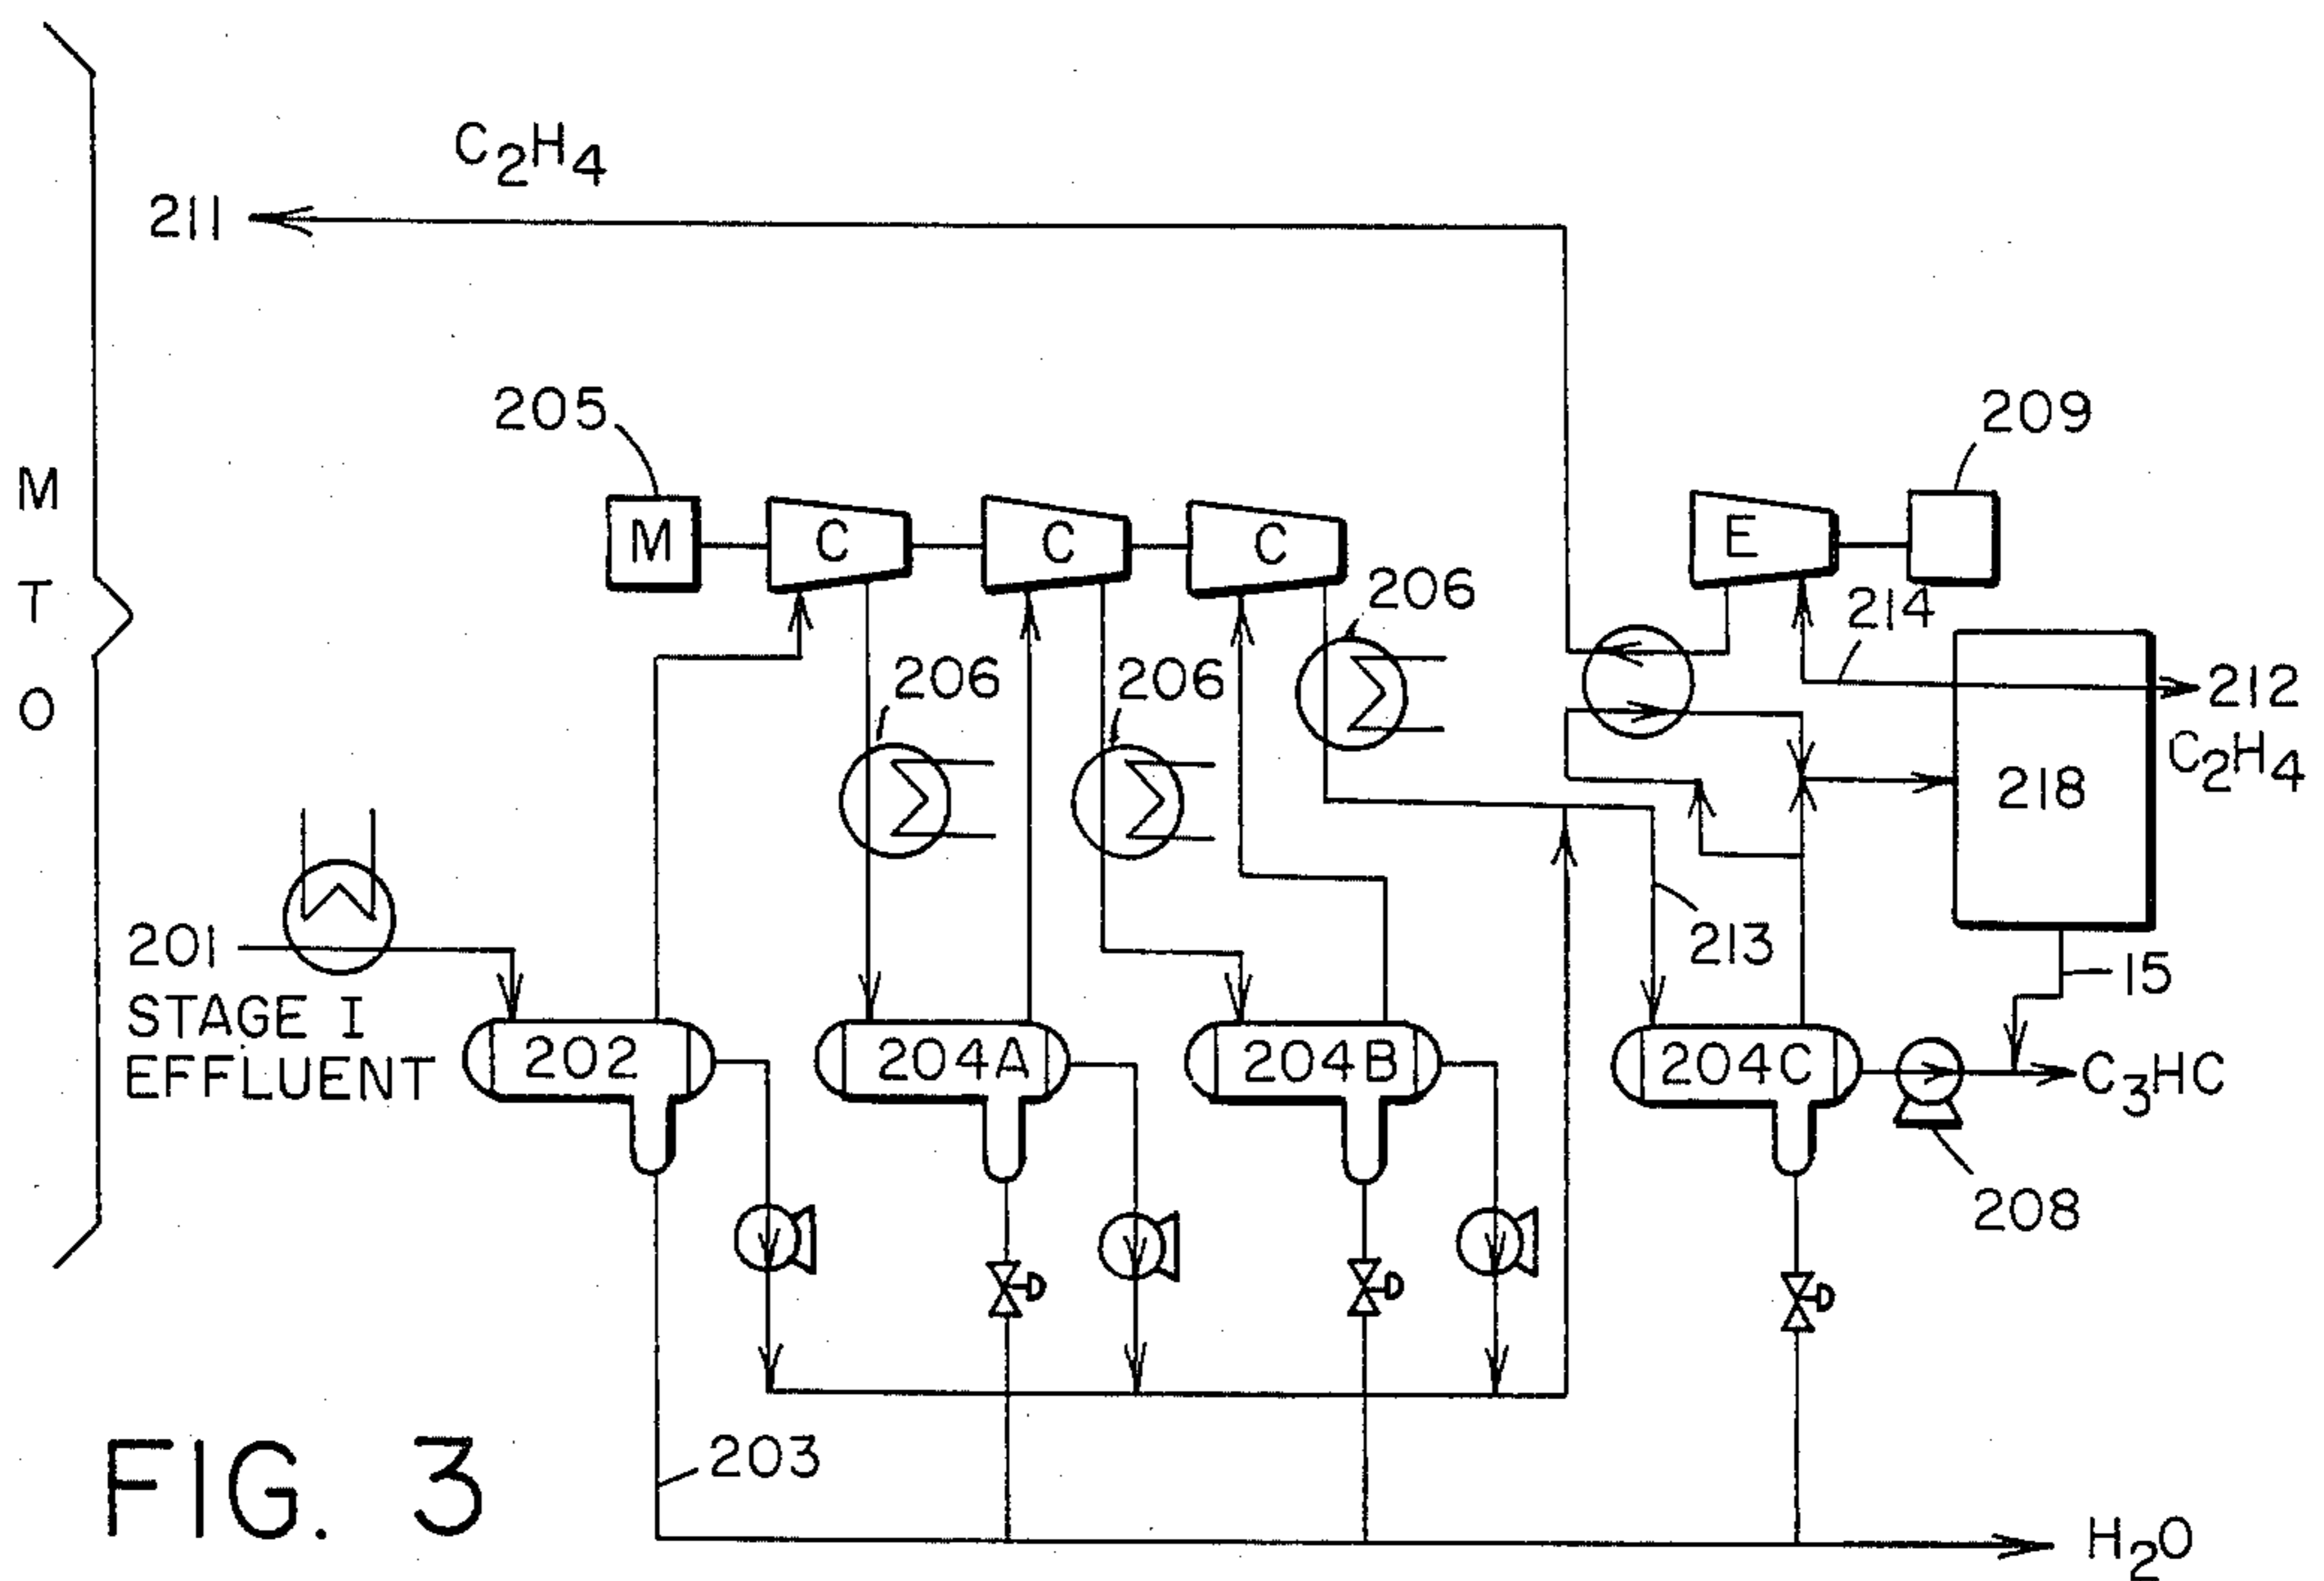 C2H4
211
205
209
M
C
C
C
E
206
214
206
206
212
C2H4
218
M
T
O
201
STAGE I
EFFLUENT
213
15
202
204A
204B
204C
C3HC
208
203
FIG. 3
H2O